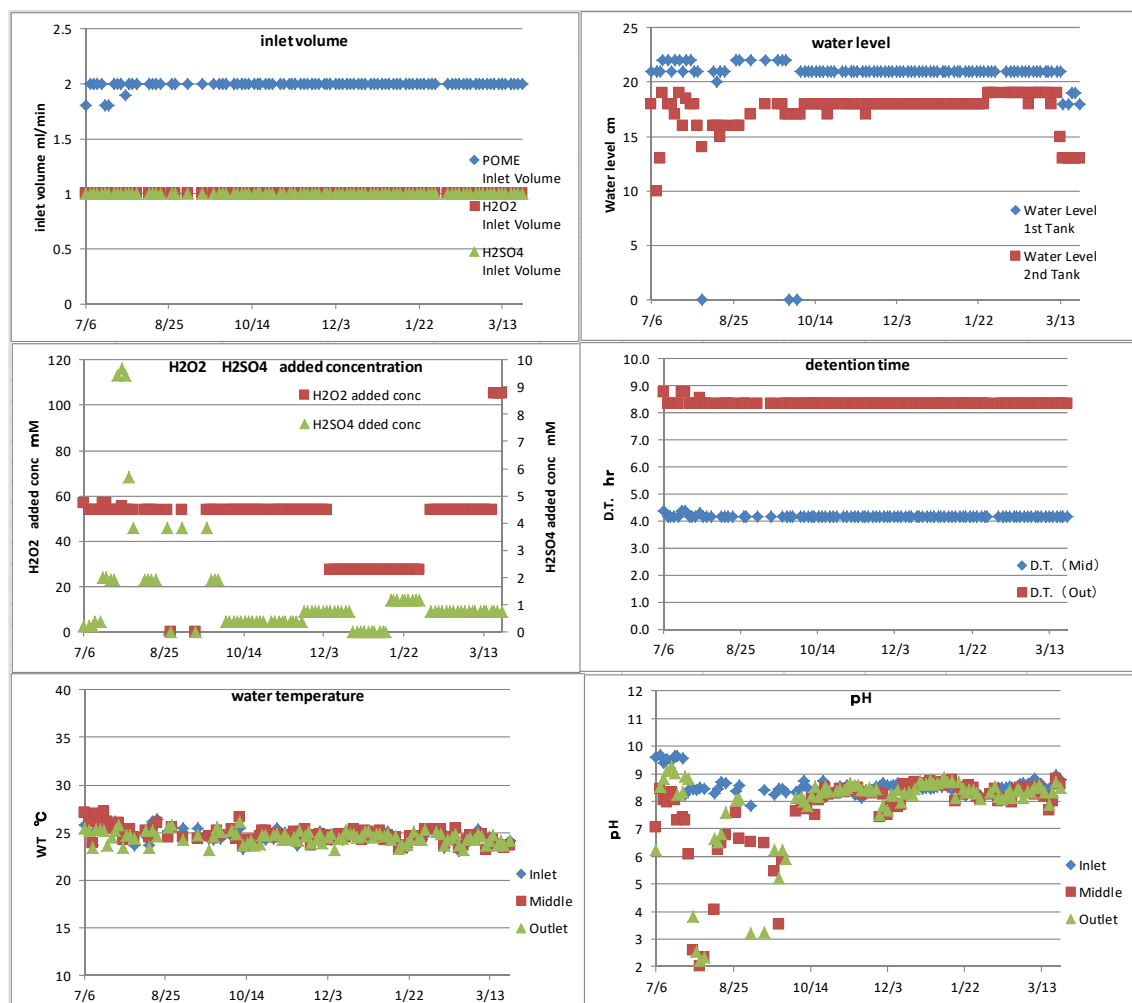 inlet volume
2.5
2
1.5
1
0.5
0
inlet volume ml/min
7/6 8/25 10/14 12/3 1/22 3/13
POME
Inlet Volume
H2O2
Inlet Volume
H2SO4
Inlet Volume
water level
25
20
15
10
5
0
Water level cm
7/6 8/25 10/14 12/3 1/22 3/13
Water Level
1st Tank
Water Level
2nd Tank
H2O2 H2SO4 added concentration
120
100
80
60
40
20
0
H2O2 added conc mM
10
9
8
7
6
5
4
3
2
1
0
H2SO4 added conc mM
7/6 8/25 10/14 12/3 1/22 3/13
H2O2 added conc
H2SO4 dded conc
detention time
10.0
9.0
8.0
7.0
6.0
5.0
4.0
3.0
2.0
1.0
0.0
D.T. hr
7/6 8/25 10/14 12/3 1/22 3/13
D.T.（Mid）
D.T.（Out）
water temperature
40
35
30
25
20
15
10
WT ℃
7/6 8/25 10/14 12/3 1/22 3/13
Inlet
Middle
Outlet
pH
12
11
10
9
8
7
6
5
4
3
2
pH
7/6 8/25 10/14 12/3 1/22 3/13
Inlet
Middle
Outlet